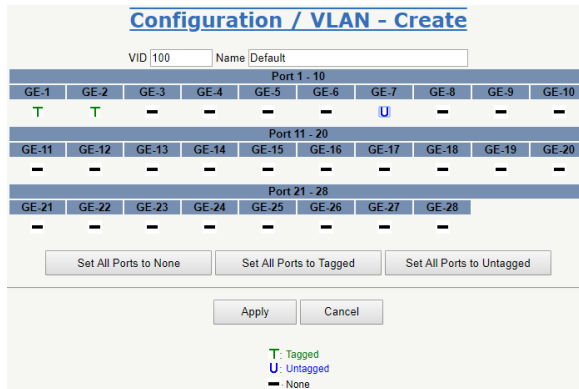 Configuration / VLAN - Create
VID 100 Name Default
Port 1 - 10
GE-1 GE-2 GE-3 GE-4 GE-5 GE-6 GE-7 GE-8 GE-9 GE-10
T T - - - - U - - -
Port 11 - 20
GE-11 GE-12 GE-13 GE-14 GE-15 GE-16 GE-17 GE-18 GE-19 GE-20
- - - - - - - - - -
Port 21 - 28
GE-21 GE-22 GE-23 GE-24 GE-25 GE-26 GE-27 GE-28
- - - - - - - -
Set All Ports to None Set All Ports to Tagged Set All Ports to Untagged
Apply Cancel
T: Tagged
U: Untagged
-: None